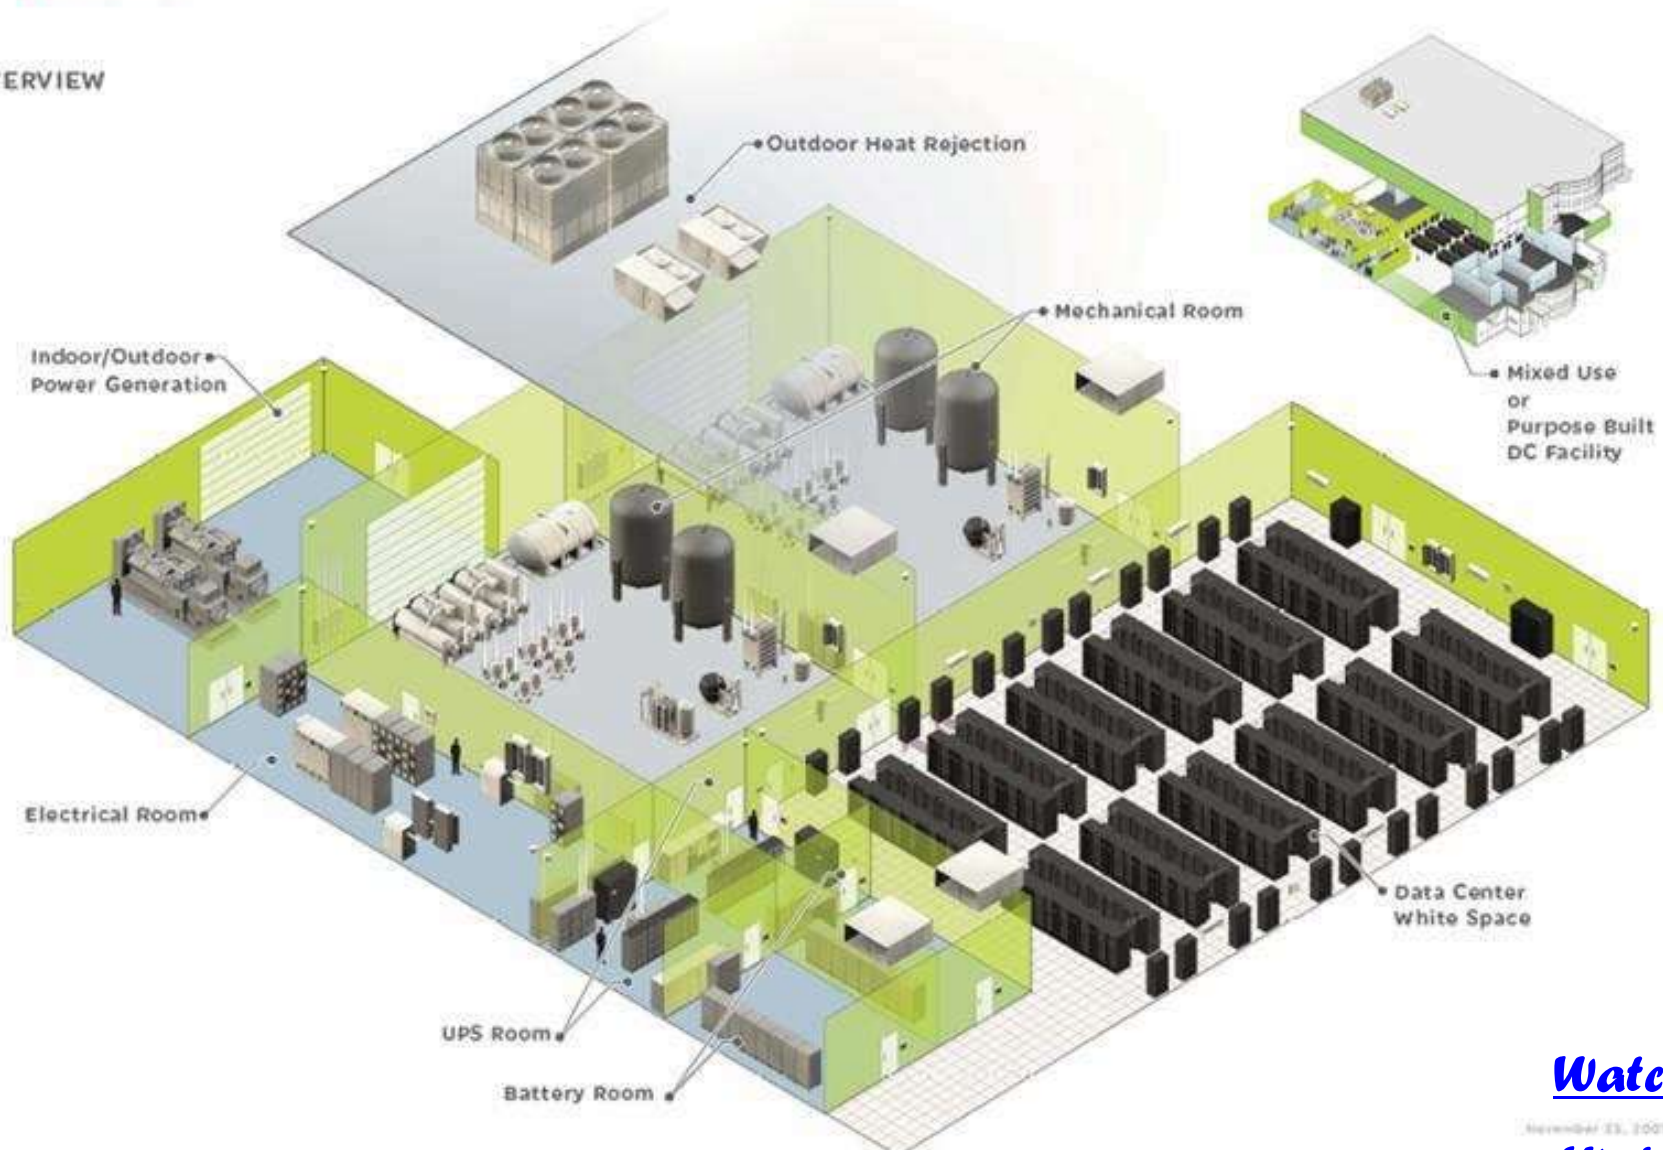 ERVIEW
Outdoor Heat Rejection
Mechanical Room
Indoor/Outdoor
Power Generation
Mixed Use
or
Purpose Built
DC Facility
Electrical Room
Data Center
White Space
UPS Room
Battery Room
Watc
November